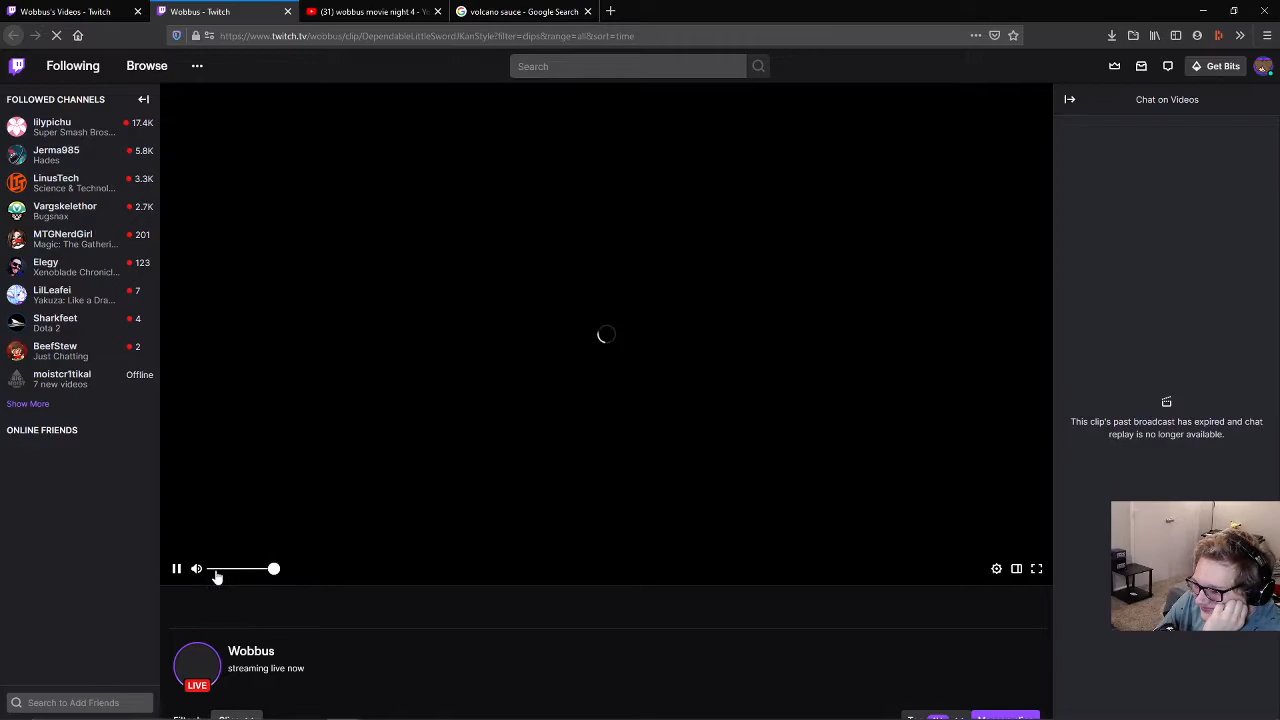 Wobbus's Videos - Twitch
Wobbus - Twitch
(31) wobbus movie night 4 - Yo
volcano sauce - Google Search
https://www.twitch.tv/wobbus/clip/DependableLittleSwordJKanStyle?filter=clips&range=all&sort=time
Following
Browse
Search
Get Bits
FOLLOWED CHANNELS
lilypichu
17.4K
Super Smash Bros...
Jerma985
5.8K
Hades
LinusTech
3.3K
Science & Technol...
Vargskelethor
2.7K
Bugsnax
MTGNerdGirl
201
Magic: The Gatheri...
Elegy
123
Xenoblade Chronicl...
LilLeafei
7
Yakuza: Like a Dra...
Sharkfeet
4
Dota 2
BeefStew
2
Just Chatting
moistcr1tikal
Offline
7 new videos
Show More
ONLINE FRIENDS
Search to Add Friends
Chat on Videos
This clip's past broadcast has expired and chat
replay is no longer available.
Wobbus
streaming live now
LIVE